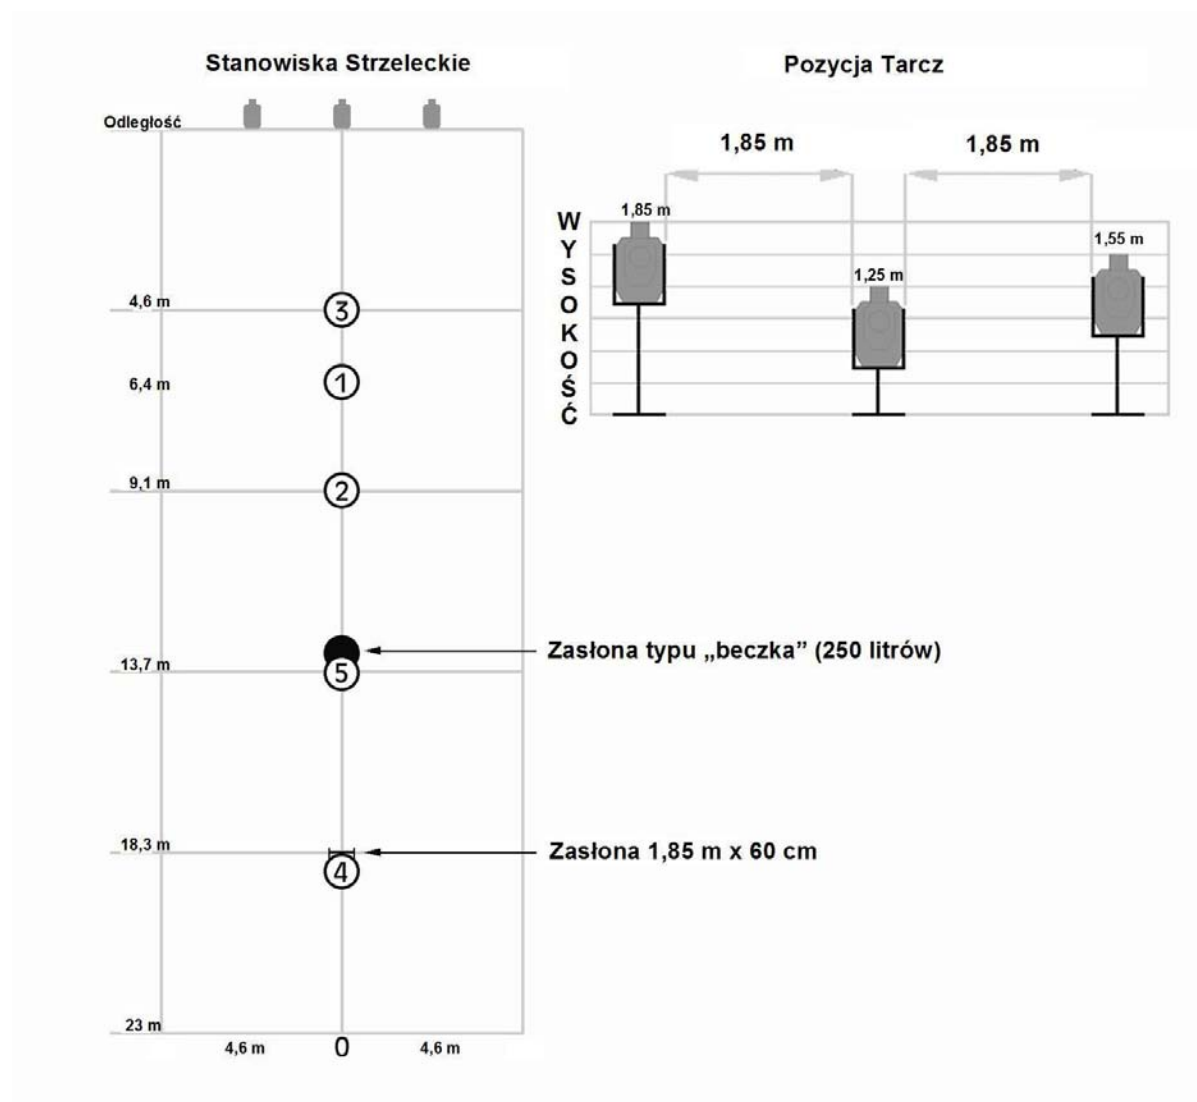 Stanowiska Strzeleckie
Odległość
4,6 m
3
6,4 m
1
9,1 m
2
Zasłona typu „beczka” (250 litrów)
13,7 m
5
18,3 m
Zasłona 1,85 m x 60 cm
4
23 m
4,6 m
0
4,6 m
Pozycja Tarcz
1,85 m
1,85 m
W
Y
S
O
K
O
Ś
Ć
1,85 m
1,25 m
1,55 m